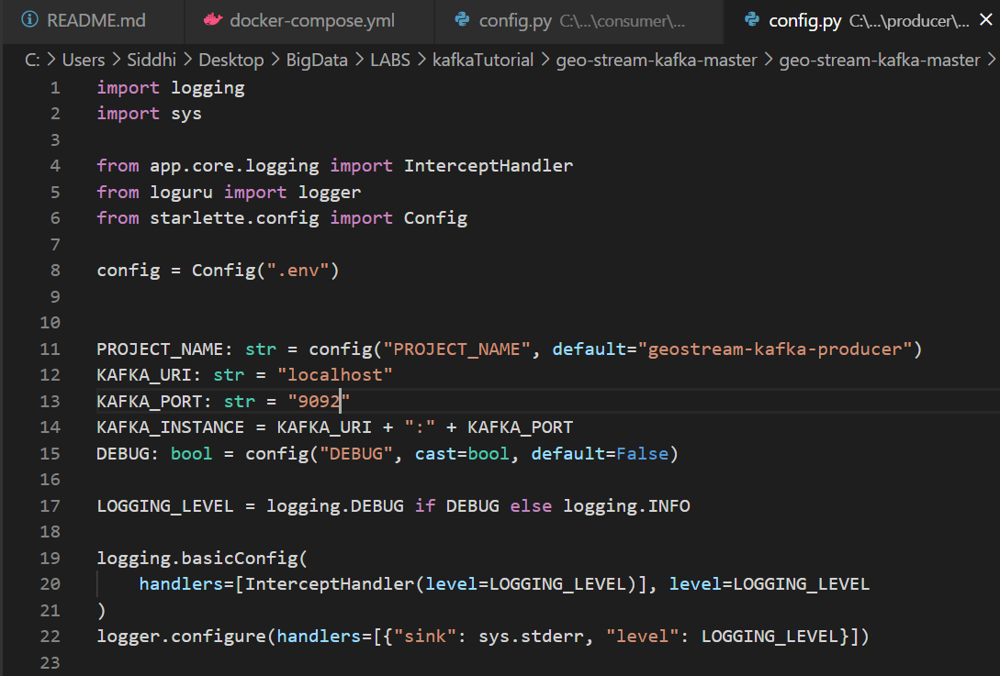 README.md docker-compose.yml config.py C:\...\consumer\... config.py C:\...\producer\...
C: > Users > Siddhi > Desktop > BigData > LABS > kafkaTutorial > geo-stream-kafka-master > geo-stream-kafka-master >
1 import logging
2 import sys
3
4 from app.core.logging import InterceptHandler
5 from loguru import logger
6 from starlette.config import Config
7
8 config = Config(".env")
9
10
11 PROJECT_NAME: str = config("PROJECT_NAME", default="geostream-kafka-producer")
12 KAFKA_URI: str = "localhost"
13 KAFKA_PORT: str = "9092"
14 KAFKA_INSTANCE = KAFKA_URI + ":" + KAFKA_PORT
15 DEBUG: bool = config("DEBUG", cast=bool, default=False)
16
17 LOGGING_LEVEL = logging.DEBUG if DEBUG else logging.INFO
18
19 logging.basicConfig(
20     handlers=[InterceptHandler(level=LOGGING_LEVEL)], level=LOGGING_LEVEL
21 )
22 logger.configure(handlers=[{"sink": sys.stderr, "level": LOGGING_LEVEL}])
23